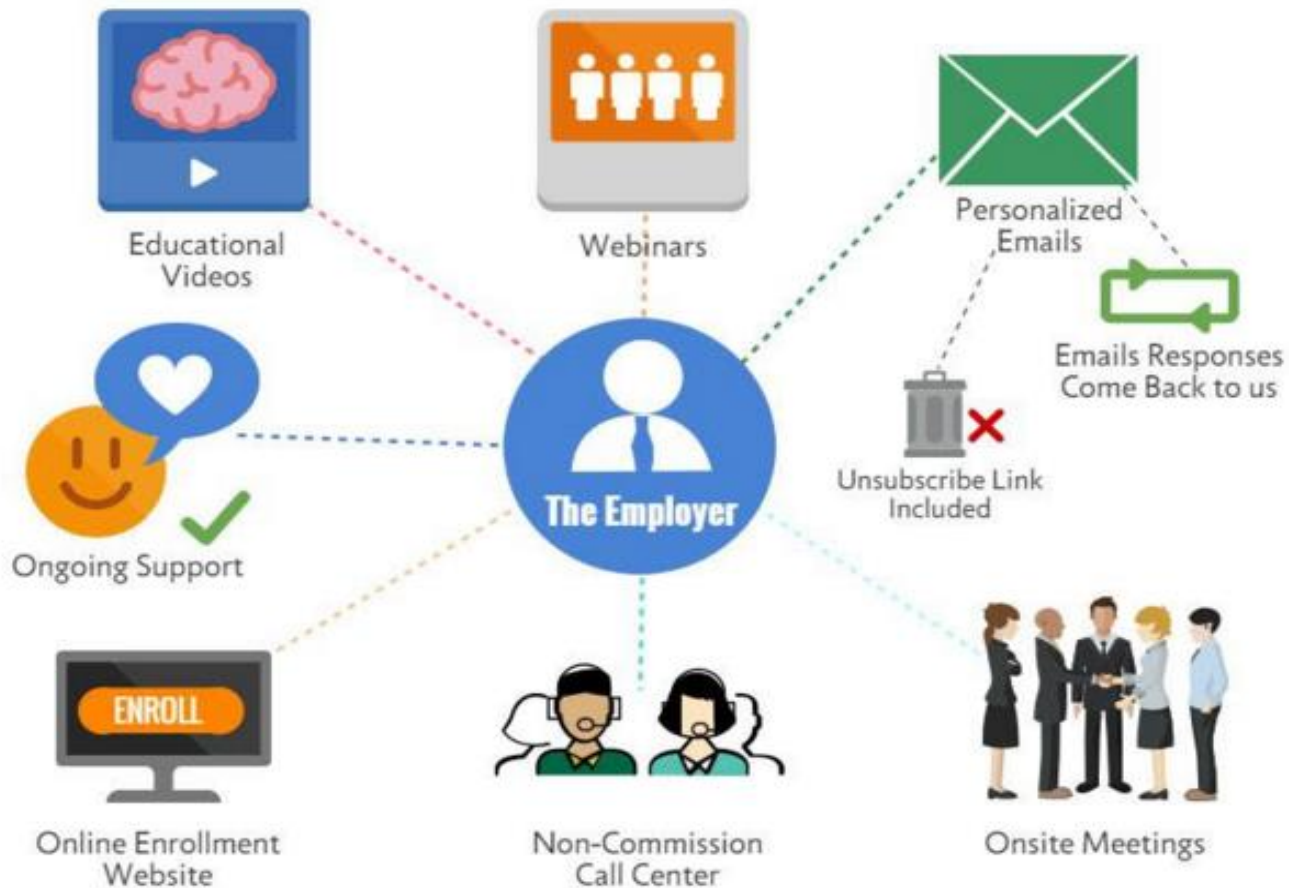 Educational
Videos
Webinars
Personalized
Emails
Emails Responses
Come Back to us
Unsubscribe Link
Included
The Employer
Ongoing Support
ENROLL
Online Enrollment
Website
Non-Commission
Call Center
Onsite Meetings